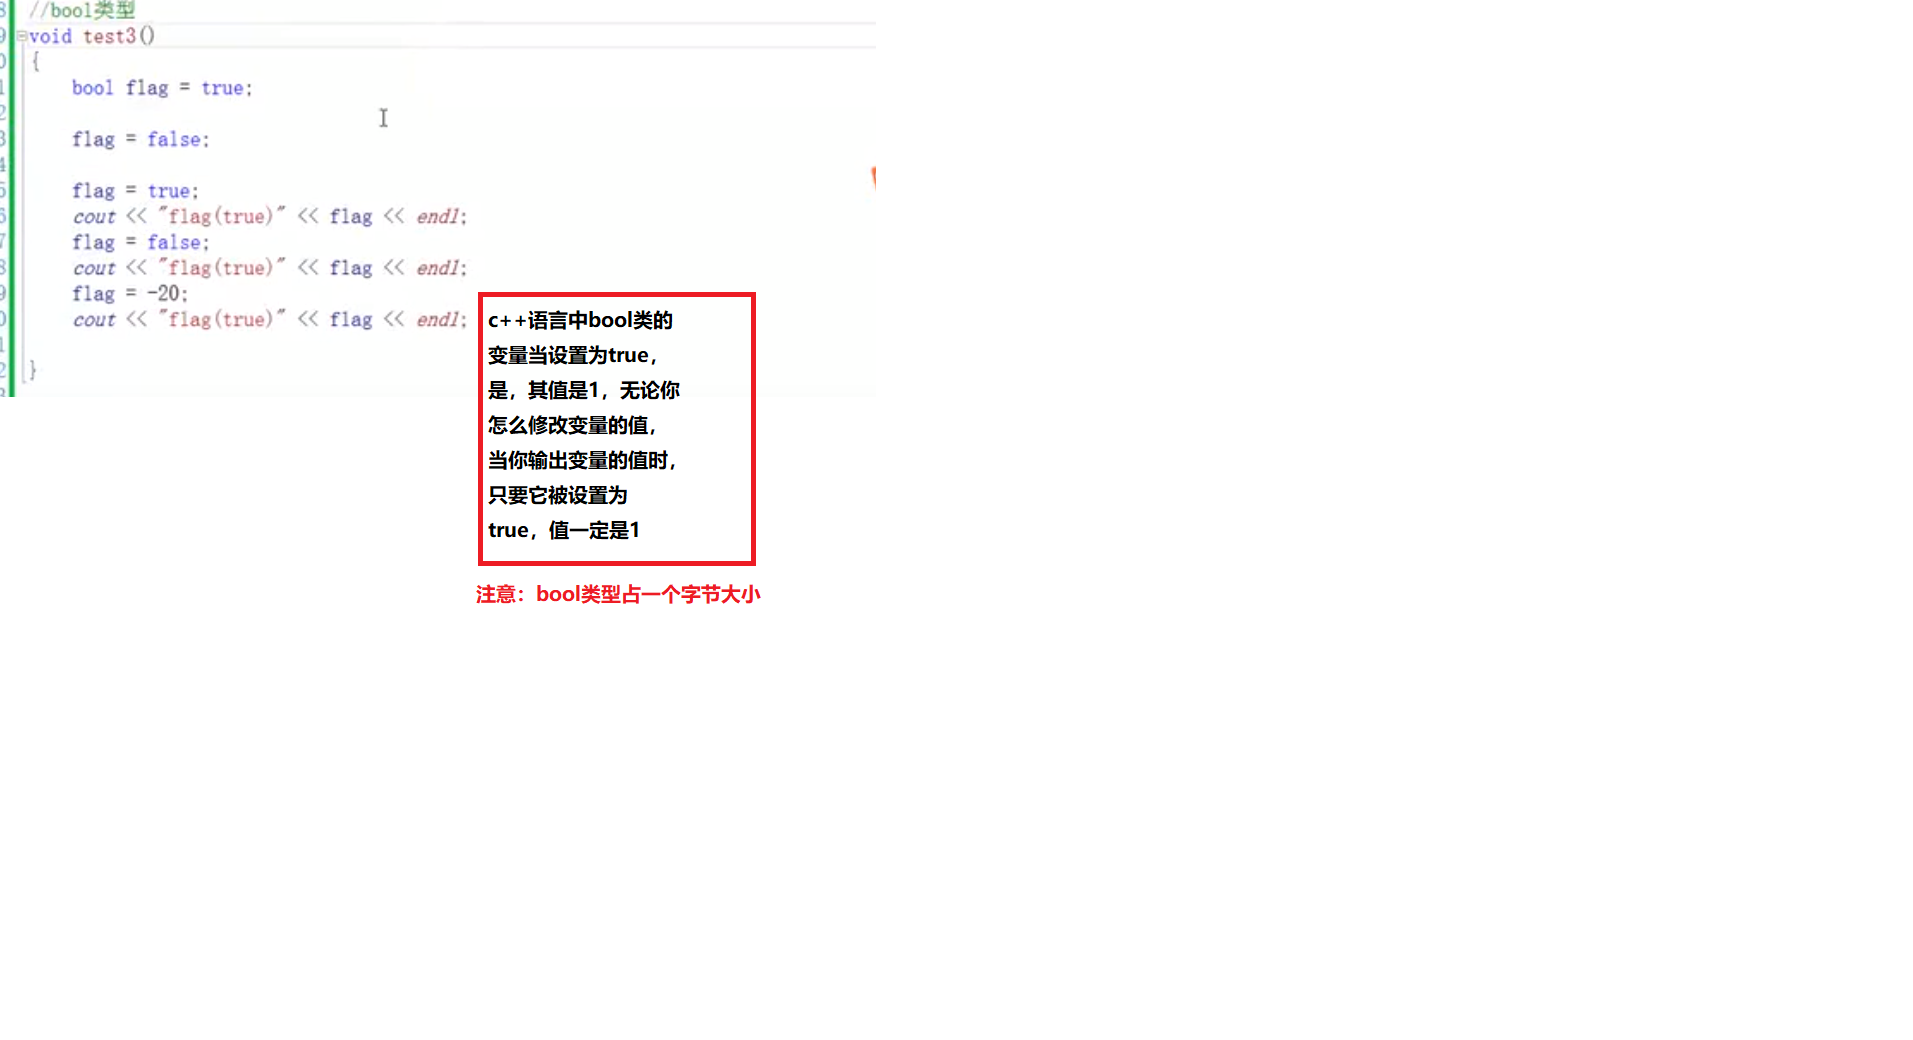 //bool类型
void test3()
{
bool flag = true;
flag = false;
flag = true;
cout << "flag(true)" << flag << endl;
flag = false;
cout << "flag(true)" << flag << endl;
flag = -20;
cout << "flag(true)" << flag << endl;
}
c++语言中bool类的
变量当设置为true，
是，其值是1，无论你
怎么修改变量的值，
当你输出变量的值时，
只要它被设置为
true，值一定是1
注意：bool类型占一个字节大小